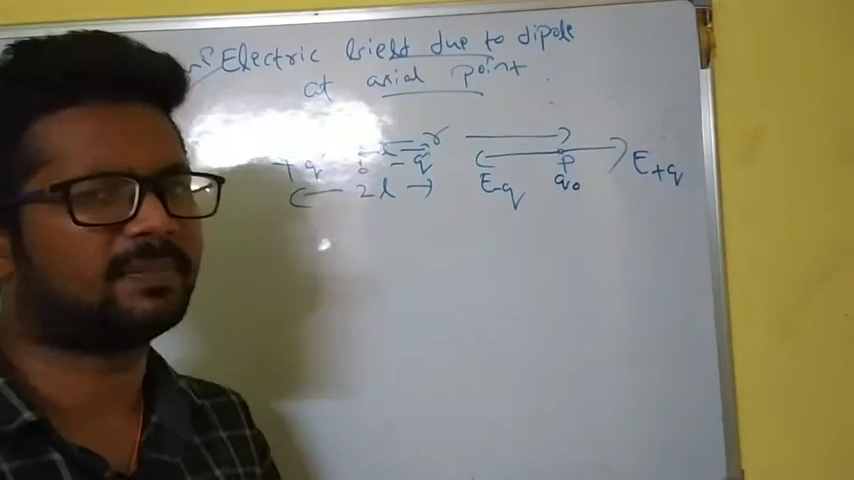 Electric field due to dipole
at axial point
l r
+q o -q P E+q
2l E-q q₀